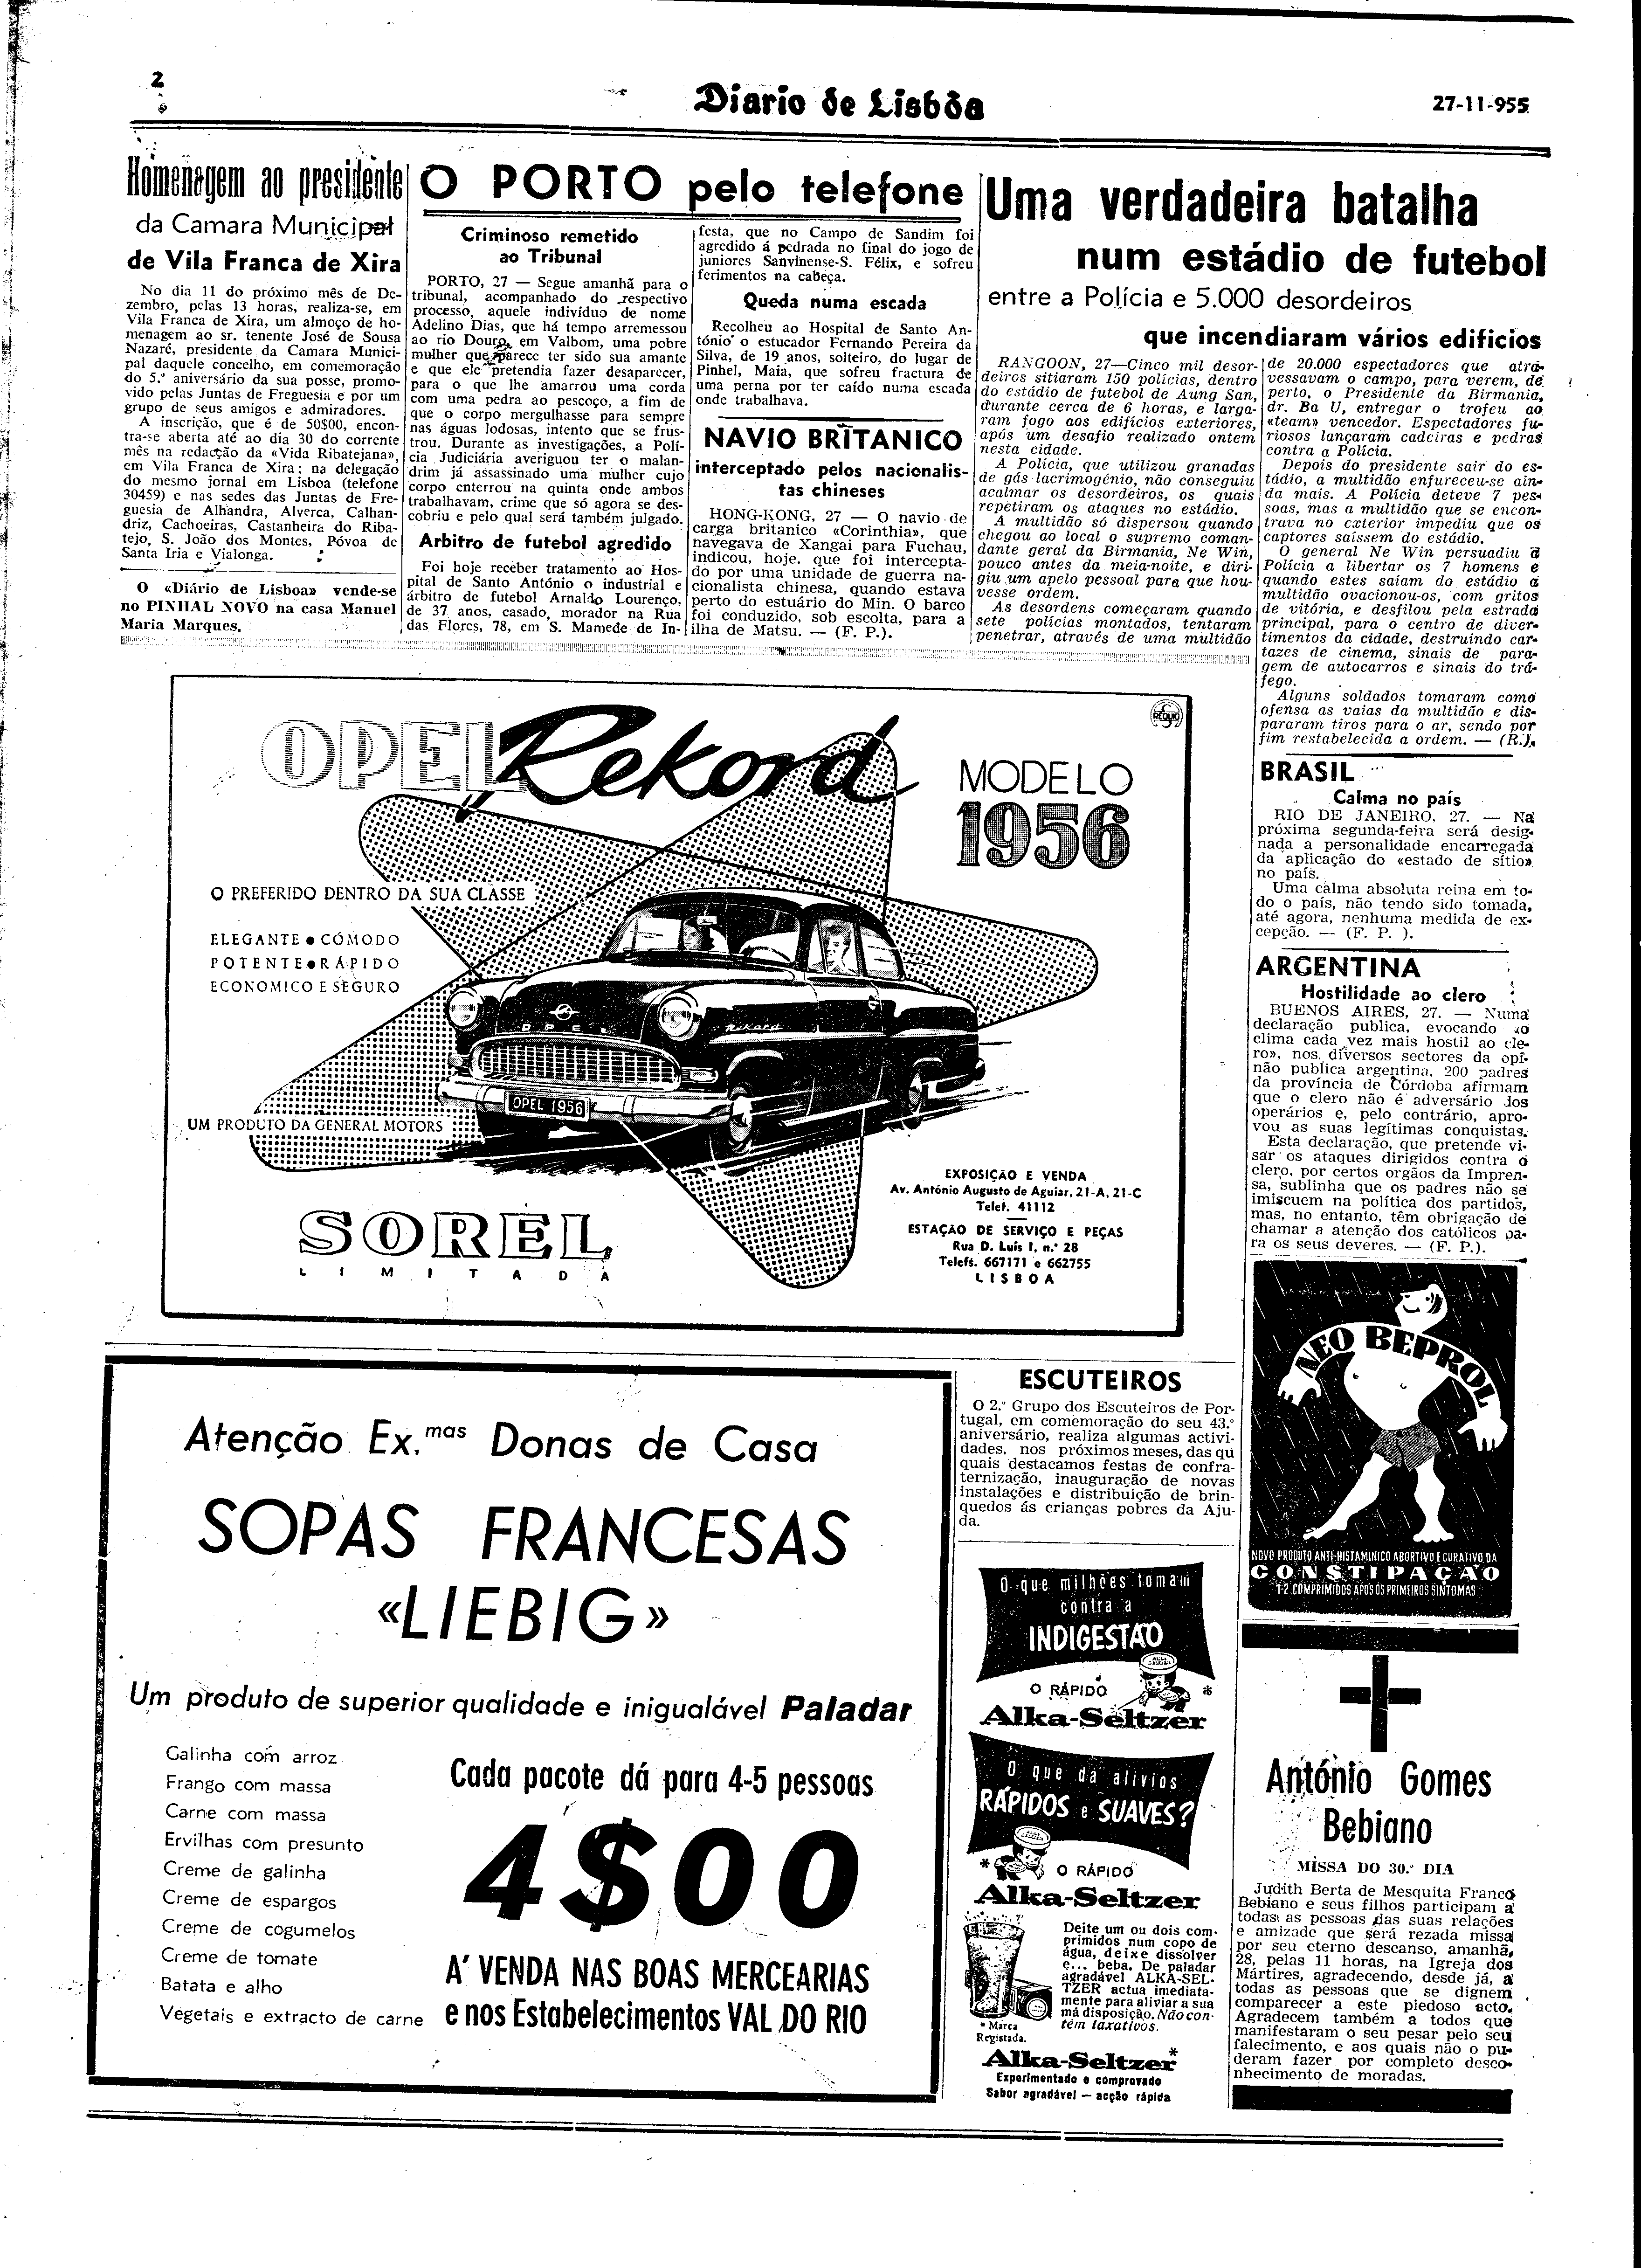 2
Diario de Lisbôa
27-11-955
Homenagem ao presidente
da Camara Municipal
de Vila Franca de Xira
No dia 11 do próximo mês de De-
zembro, pelas 13 horas, realiza-se, em
Vila Franca de Xira, um almoço de ho-
menagem ao sr. tenente José de Sousa
Nazaré, presidente da Camara Munici-
pal daquele concelho, em comemoração
do 5.º aniversário da sua posse, promo-
vido pelas Juntas de Freguesia e por um
grupo de seus amigos e admiradores.
A inscrição, que é de 50$00, encon-
tra-se aberta até ao dia 30 do corrente
mês na redacção da «Vida Ribatejana»,
em Vila Franca de Xira; na delegação
do mesmo jornal em Lisboa (telefone
30459) e nas sedes das Juntas de Fre-
guesia de Alhandra, Alverca, Calhan-
driz, Cachoeiras, Castanheira do Riba-
tejo, S. João dos Montes, Póvoa de
Santa Iria e Vialonga.
O «Diário de Lisboa» vende-se
no PINHAL NOVO na casa Manuel
Maria Marques.
O PORTO pelo telefone
Criminoso remetido
ao Tribunal
PORTO, 27 — Segue amanhã para o
tribunal, acompanhado do respectivo
processo, aquele indivíduo de nome
Adelino Dias, que há tempo arremessou
ao rio Douro, em Valbom, uma pobre
mulher que parece ter sido sua amante
e que ele pretendia fazer desaparecer,
para o que lhe amarrou uma corda
com uma pedra ao pescoço, a fim de
que o corpo mergulhasse para sempre
nas águas lodosas, intento que se frus-
trou. Durante as investigações, a Polí-
cia Judiciária averiguou ter o malan-
drim já assassinado uma mulher cujo
corpo enterrou na quinta onde ambos
trabalhavam, crime que só agora se des-
cobriu e pelo qual será também julgado.
Arbitro de futebol agredido
Foi hoje receber tratamento ao Hos-
pital de Santo António o industrial e
árbitro de futebol Arnaldo Lourenço,
de 37 anos, casado, morador na Rua
das Flores, 78, em S. Mamede de In-
festa, que no Campo de Sandim foi
agredido á pedrada no final do jogo de
juniores Sanvinense-S. Félix, e sofreu
ferimentos na cabeça.
Queda numa escada
Recolheu ao Hospital de Santo An-
tónio o estucador Fernando Pereira da
Silva, de 19 anos, solteiro, do lugar de
Pinhel, Maia, que sofreu fractura de
uma perna por ter caído numa escada
onde trabalhava.
NAVIO BRITANICO
interceptado pelos nacionalis-
tas chineses
HONG-KONG, 27 — O navio de
carga britanico «Corinthia», que
navegava de Xangai para Fuchau,
indicou, hoje, que foi intercepta-
do por uma unidade de guerra na-
cionalista chinesa, quando estava
perto do estuário do Min. O barco
foi conduzido, sob escolta, para a
ilha de Matsu. — (F. P.).
Uma verdadeira batalha
num estádio de futebol
entre a Polícia e 5.000 desordeiros
que incendiaram vários edificios
RANGOON, 27—Cinco mil desor-
deiros sitiaram 150 polícias, dentro
do estádio de futebol de Aung San,
durante cerca de 6 horas, e larga-
ram fogo aos edifícios exteriores,
após um desafio realizado ontem
nesta cidade.
A Polícia, que utilizou granadas
de gás lacrimogénio, não conseguiu
acalmar os desordeiros, os quais
repetiram os ataques no estádio.
A multidão só dispersou quando
chegou ao local o supremo coman-
dante geral da Birmania, Ne Win,
pouco antes da meia-noite, e diri-
giu um apelo pessoal para que hou-
vesse ordem.
As desordens começaram quando
sete polícias montados, tentaram
penetrar, através de uma multidão
de 20.000 espectadores que atra-
vessavam o campo, para verem, de
perto, o Presidente da Birmania,
dr. Ba U, entregar o trofeu ao
«team» vencedor. Espectadores fu-
riosos lançaram cadeiras e pedras
contra a Polícia.
Depois do presidente sair do es-
tádio, a multidão enfureceu-se ain-
da mais. A Polícia deteve 7 pes-
soas, mas a multidão que se encon-
trava no exterior impediu que os
captores saíssem do estádio.
O general Ne Win persuadiu a
Polícia a libertar os 7 homens e
quando estes saíam do estádio a
multidão ovacionou-os, com gritos
de vitória, e desfilou pela estrada
principal, para o centro de diver-
timentos da cidade, destruindo car-
tazes de cinema, sinais de para-
gem de autocarros e sinais do trá-
fego.
Alguns soldados tomaram como
ofensa as vaias da multidão e dis-
pararam tiros para o ar, sendo por
fim restabelecida a ordem. — (R.).
BRASIL
Calma no país
RIO DE JANEIRO, 27. — Na
próxima segunda-feira será desig-
nada a personalidade encarregada
da aplicação do «estado de sítio»
no país.
Uma calma absoluta reina em to-
do o país, não tendo sido tomada,
até agora, nenhuma medida de ex-
cepção. — (F. P. ).
ARGENTINA
Hostilidade ao clero
BUENOS AIRES, 27. — Numa
declaração publica, evocando «o
clima cada vez mais hostil ao cle-
ro», nos diversos sectores da opi-
não publica argentina, 200 padres
da província de Córdoba afirmam
que o clero não é adversário dos
operários e, pelo contrário, apro-
vou as suas legítimas conquistas.
Esta declaração, que pretende vi-
sar os ataques dirigidos contra o
clero, por certos orgãos da Impren-
sa, sublinha que os padres não se
imiscuem na política dos partidos,
mas, no entanto, têm obrigação de
chamar a atenção dos católicos pa-
ra os seus deveres. — (F. P.).
OPEL Rekord
MODELO
1956
O PREFERIDO DENTRO DA SUA CLASSE
ELEGANTE ● CÓMODO
POTENTE ● RÁPIDO
ECONOMICO E SEGURO
OPEL
Rekord
OPEL 1956
UM PRODUTO DA GENERAL MOTORS
SOREL
LIMITADA
EXPOSIÇÃO E VENDA
Av. António Augusto de Aguiar, 21-A, 21-C
Telef. 41112
ESTAÇÃO DE SERVIÇO E PEÇAS
Rua D. Luís I, n.º 28
Telefs. 667171 e 662755
LISBOA
Atenção Ex.mas Donas de Casa
SOPAS FRANCESAS
«LIEBIG»
Um produto de superior qualidade e inigualável Paladar
Galinha com arroz
Frango com massa
Carne com massa
Ervilhas com presunto
Creme de galinha
Creme de espargos
Creme de cogumelos
Creme de tomate
Batata e alho
Vegetais e extracto de carne
Cada pacote dá para 4-5 pessoas
4$00
A' VENDA NAS BOAS MERCEARIAS
e nos Estabelecimentos VAL DO RIO
ESCUTEIROS
O 2.º Grupo dos Escuteiros de Por-
tugal, em comemoração do seu 43.º
aniversário, realiza algumas activi-
dades, nos próximos meses, das qu
quais destacamos festas de confra-
ternização, inauguração de novas
instalações e distribuição de brin-
quedos ás crianças pobres da Aju-
da.
O que milhões tomam
contra a
INDIGESTÃO
O RÁPIDO
*
Alka-Seltzer
O que dá alivios
RÁPIDOS e SUAVES?
* O RÁPIDO
Alka-Seltzer
Deite um ou dois com-
primidos num copo de
água, deixe dissolver
e... beba. De paladar
agradável ALKA-SEL-
TZER actua imediata-
mente para aliviar a sua
má disposição. Não con-
têm laxativos.
* Marca
Registada.
Alka-Seltzer*
Experimentado e comprovado
Sabor agradável — acção rápida
NEO BEPROL
NOVO PRODUTO ANTI-HISTAMINICO ABORTIVO E CURATIVO DA
CONSTIPAÇÃO
1-2 COMPRIMIDOS APÓS OS PRIMEIROS SINTOMAS
António Gomes
Bebiano
MISSA DO 30.º DIA
Judith Berta de Mesquita Franco
Bebiano e seus filhos participam a
todas as pessoas das suas relações
e amizade que será rezada missa
por seu eterno descanso, amanhã,
28, pelas 11 horas, na Igreja dos
Mártires, agradecendo, desde já, a
todas as pessoas que se dignem
comparecer a este piedoso acto.
Agradecem também a todos que
manifestaram o seu pesar pelo seu
falecimento, e aos quais não o pu-
deram fazer por completo desco-
nhecimento de moradas.